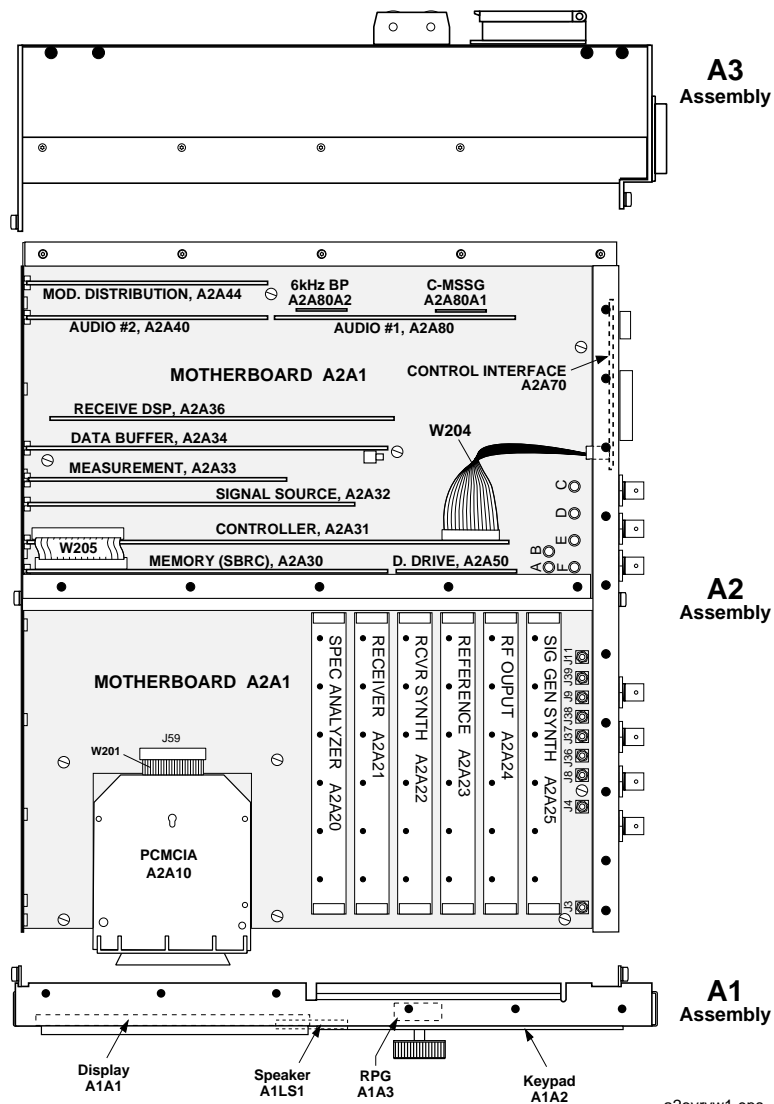 A3
Assembly
6kHz BP
A2A80A2
C-MSSG
A2A80A1
MOD. DISTRIBUTION, A2A44
AUDIO #2, A2A40
AUDIO #1, A2A80
MOTHERBOARD A2A1
CONTROL INTERFACE
A2A70
RECEIVE DSP, A2A36
DATA BUFFER, A2A34
W204
MEASUREMENT, A2A33
SIGNAL SOURCE, A2A32
CONTROLLER, A2A31
W205
MEMORY (SBRC), A2A30
D. DRIVE, A2A50
C
D
E
B
A
F
A2
Assembly
MOTHERBOARD A2A1
SPEC ANALYZER A2A20
RECEIVER A2A21
RCVR SYNTH A2A22
REFERENCE A2A23
RF OUPUT A2A24
SIG GEN SYNTH A2A25
J11
J39
J9
J38
J37
J36
J8
J4
J3
J59
W201
PCMCIA
A2A10
A1
Assembly
Display
A1A1
Speaker
A1LS1
RPG
A1A3
Keypad
A1A2